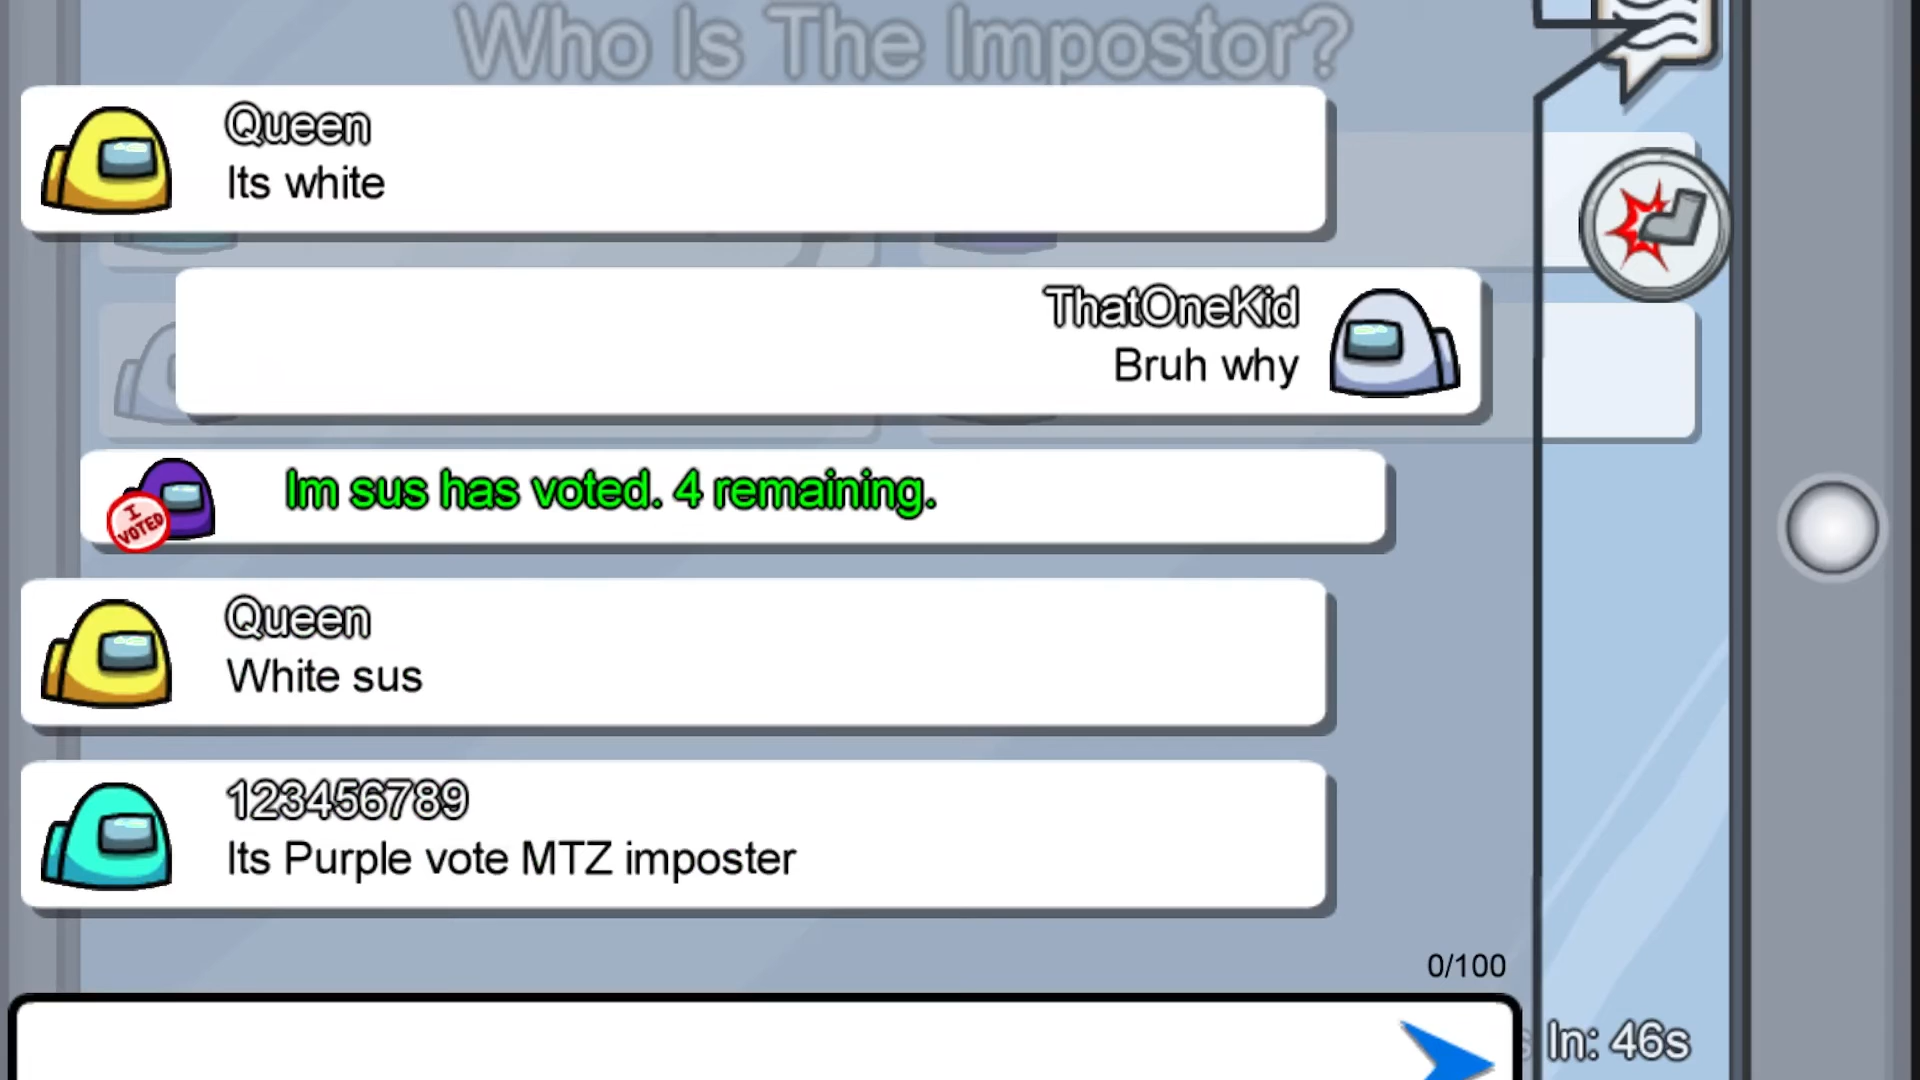 Who Is The Impostor?
Queen
Its white
ThatOneKid
Bruh why
I VOTED
Im sus has voted. 4 remaining.
Queen
White sus
123456789
Its Purple vote MTZ imposter
0/100
In: 46s